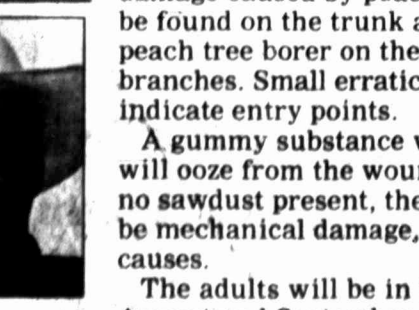 be found on the trunk a
peach tree borer on the
branches. Small erratic
indicate entry points.
A gummy substance
will ooze from the wou
no sawdust present, the
be mechanical damage,
causes.
The adults will be in